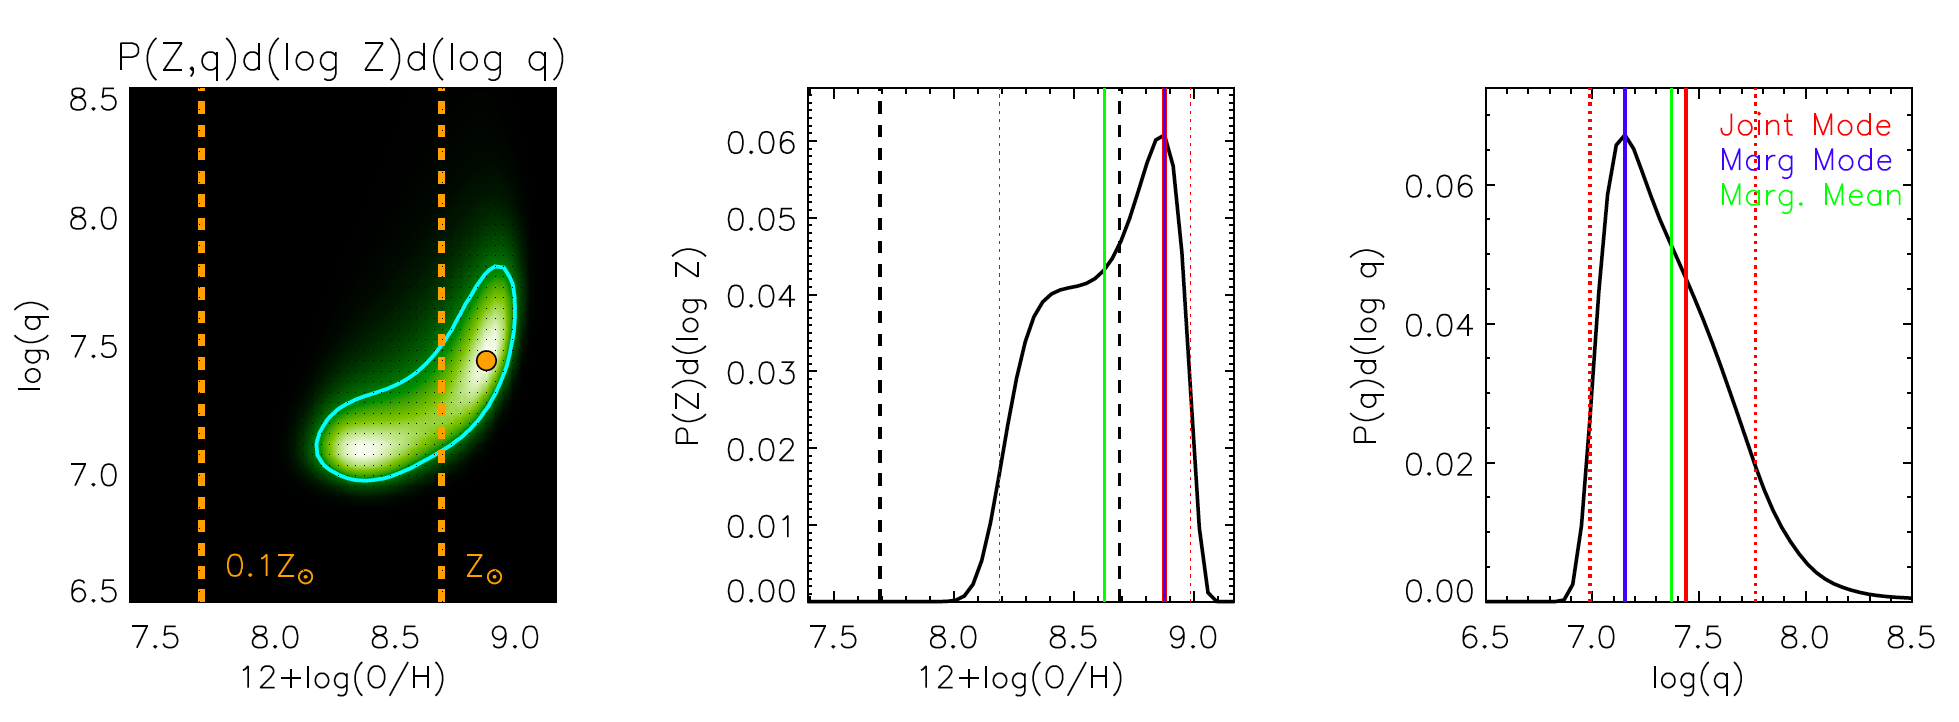 P(Z,q)d(log Z)d(log q)
8.5
8.0
7.5
7.0
6.5
log(q)
0.1Z☉
Z☉
7.5 8.0 8.5 9.0
12+log(O/H)
0.06
0.05
0.04
0.03
0.02
0.01
0.00
P(Z)d(log Z)
7.5 8.0 8.5 9.0
12+log(O/H)
Joint Mode
Marg Mode
Marg. Mean
0.06
0.04
0.02
0.00
P(q)d(log q)
6.5 7.0 7.5 8.0 8.5
log(q)